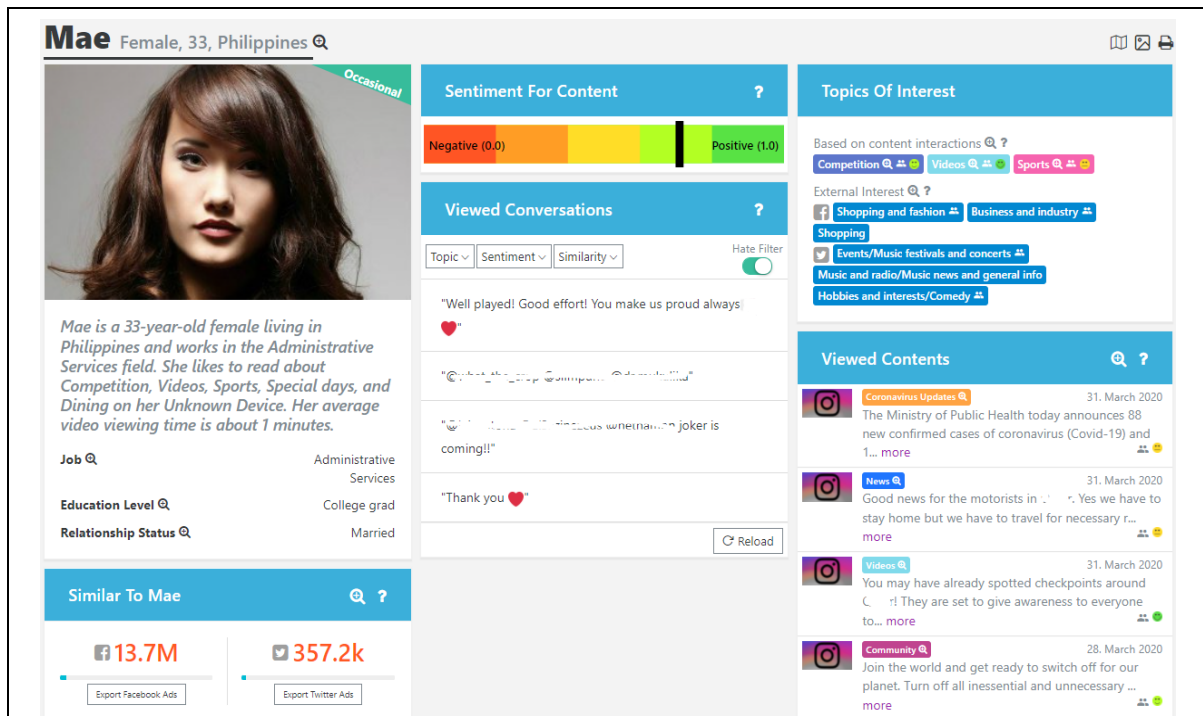 Mae Female, 33, Philippines
Occasional
Mae is a 33-year-old female living in
Philippines and works in the Administrative
Services field. She likes to read about
Competition, Videos, Sports, Special days, and
Dining on her Unknown Device. Her average
video viewing time is about 1 minutes.
Job Administrative
Services
Education Level College grad
Relationship Status Married
Similar To Mae ?
13.7M 357.2k
Export Facebook Ads Export Twitter Ads
Sentiment For Content ?
Negative (0.0) Positive (1.0)
Viewed Conversations ?
Hate Filter
Topic Sentiment Similarity
"Well played! Good effort! You make us proud always!
❤"
joker is
coming!!"
"Thank you ❤"
Reload
Topics Of Interest
Based on content interactions ?
Competition Videos Sports
External Interest ?
Shopping and fashion Business and industry
Shopping
Events/Music festivals and concerts
Music and radio/Music news and general info
Hobbies and interests/Comedy
Viewed Contents ?
Coronavirus Updates 31. March 2020
The Ministry of Public Health today announces 88
new confirmed cases of coronavirus (Covid-19) and
1... more
News 31. March 2020
Good news for the motorists in . Yes we have to
stay home but we have to travel for necessary r...
more
Videos 31. March 2020
You may have already spotted checkpoints around
! They are set to give awareness to everyone
to... more
Community 28. March 2020
Join the world and get ready to switch off for our
planet. Turn off all inessential and unnecessary ...
more